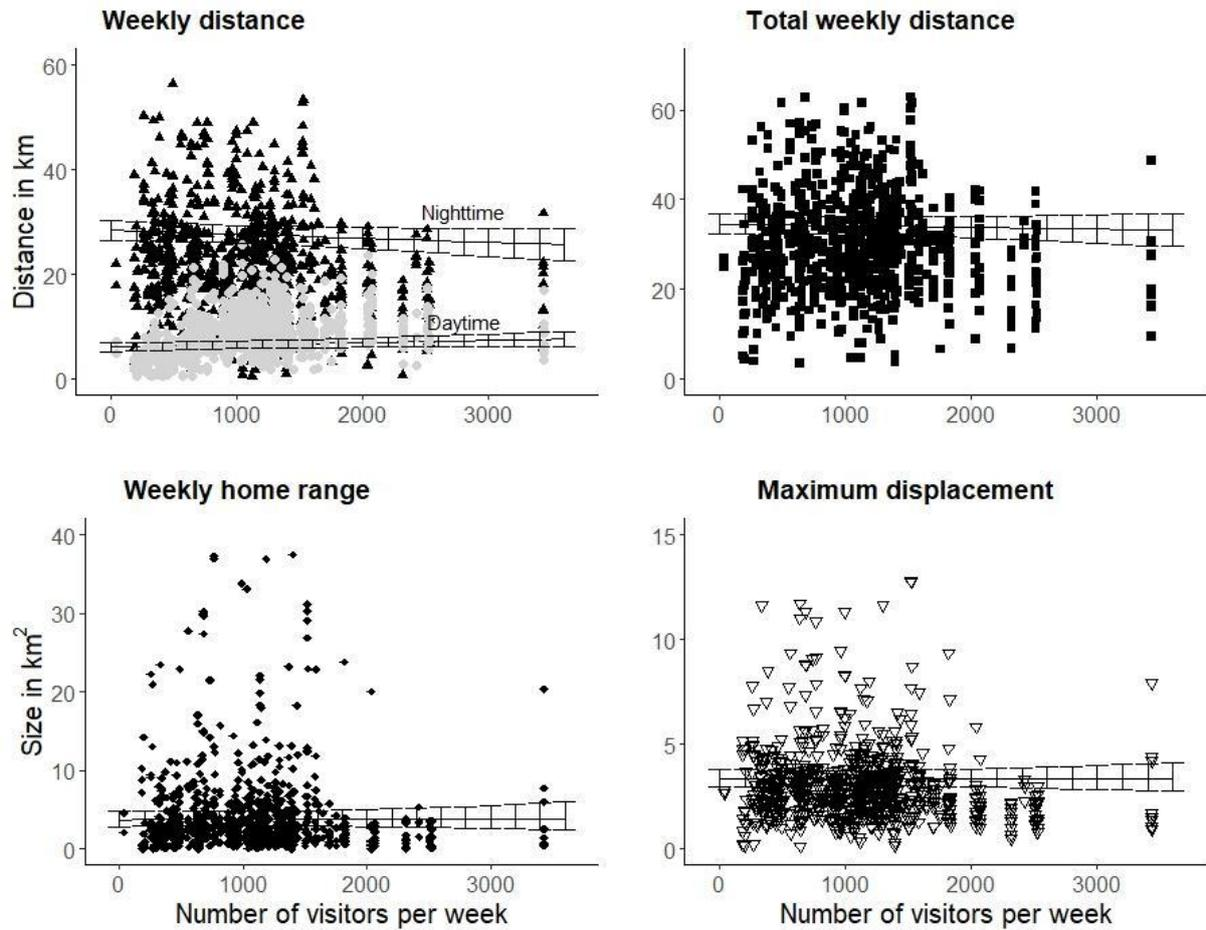 Weekly distance
Total weekly distance
60
40
20
0
Distance in km
Nighttime
Daytime
0 1000 2000 3000
60
40
20
0
0 1000 2000 3000
Weekly home range
Maximum displacement
40
30
20
10
0
Size in km²
0 1000 2000 3000
Number of visitors per week
15
10
5
0
0 1000 2000 3000
Number of visitors per week